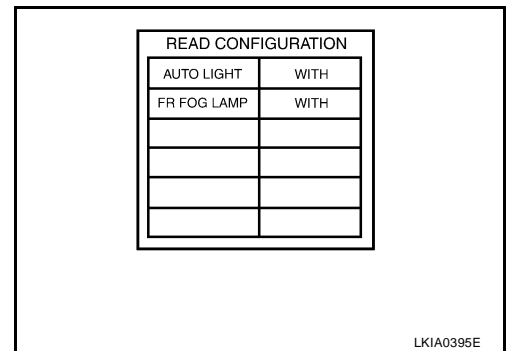 READ CONFIGURATION
AUTO LIGHT WITH
FR FOG LAMP WITH
LKIA0395E